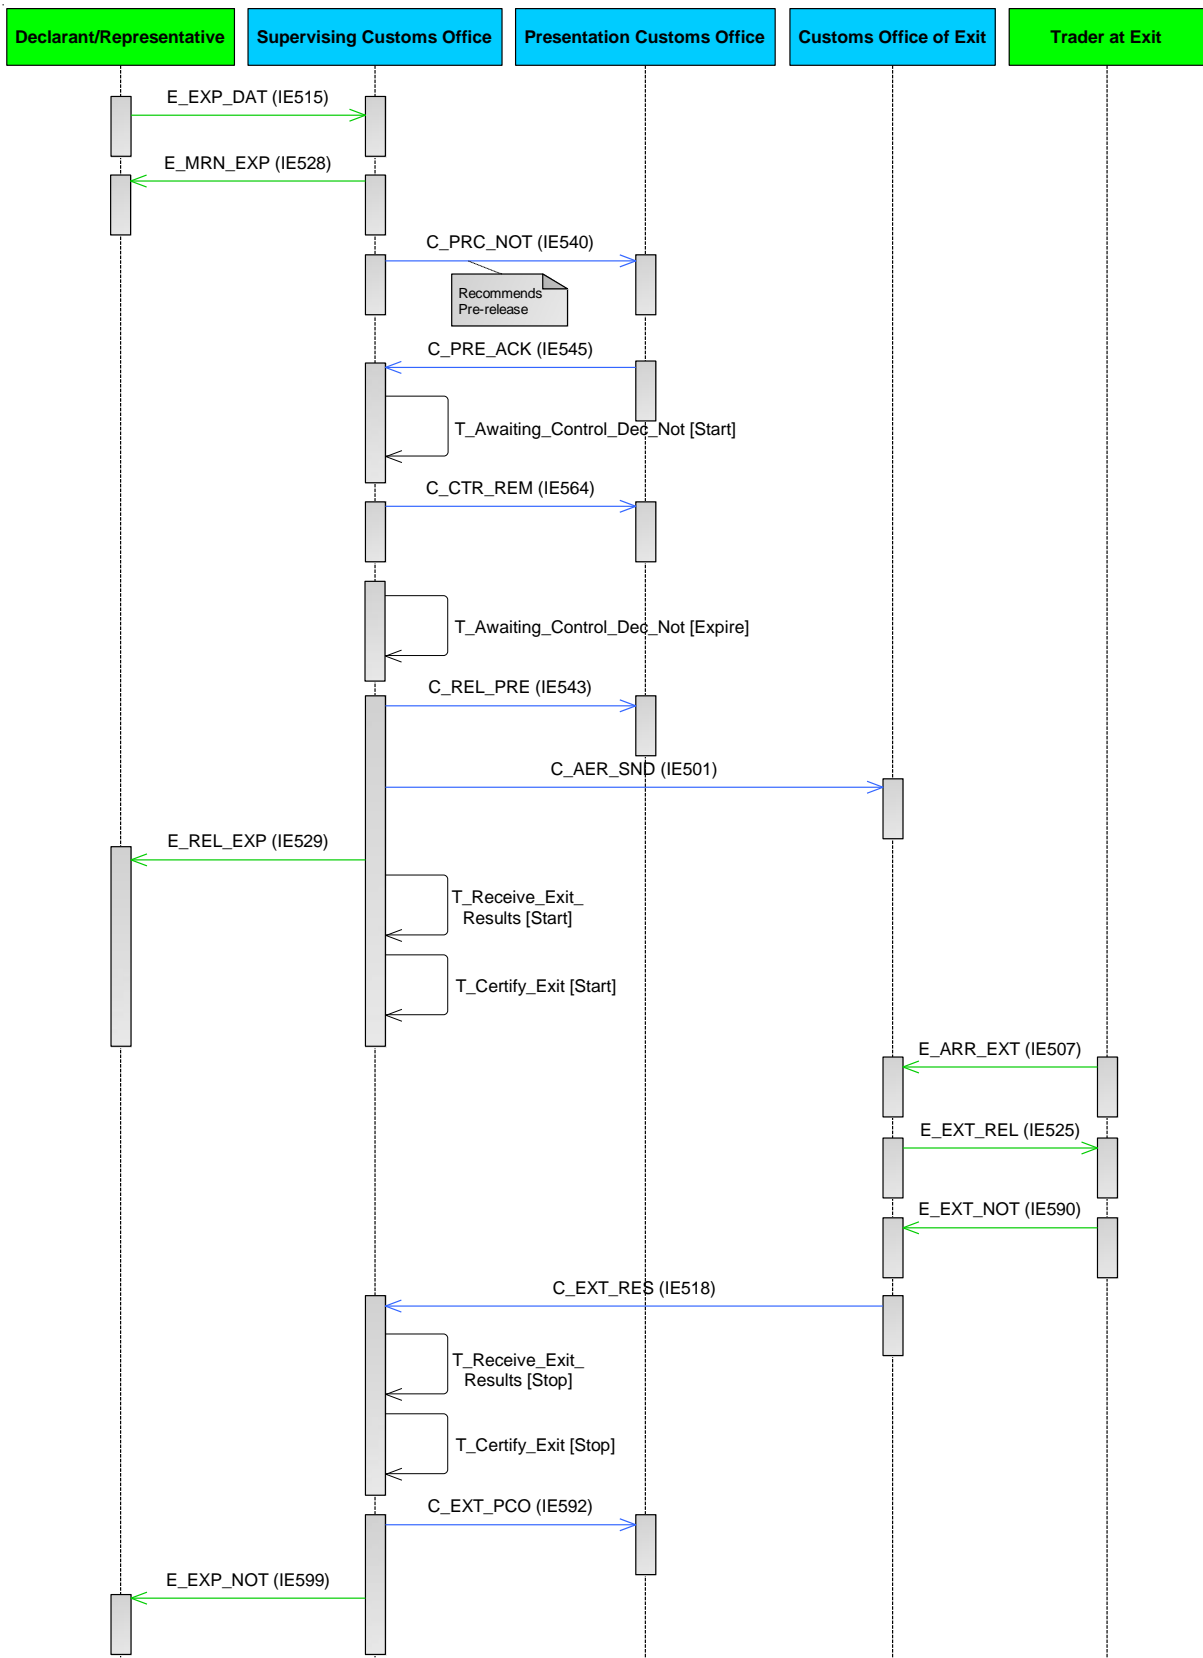 Declarant/Representative
Supervising Customs Office
Presentation Customs Office
Customs Office of Exit
Trader at Exit
E_EXP_DAT (IE515)
E_MRN_EXP (IE528)
C_PRC_NOT (IE540)
Recommends
Pre-release
C_PRE_ACK (IE545)
T_Awaiting_Control_Dec_Not [Start]
C_CTR_REM (IE564)
T_Awaiting_Control_Dec_Not [Expire]
C_REL_PRE (IE543)
C_AER_SND (IE501)
E_REL_EXP (IE529)
T_Receive_Exit_
Results [Start]
T_Certify_Exit [Start]
E_ARR_EXT (IE507)
E_EXT_REL (IE525)
E_EXT_NOT (IE590)
C_EXT_RES (IE518)
T_Receive_Exit_
Results [Stop]
T_Certify_Exit [Stop]
C_EXT_PCO (IE592)
E_EXP_NOT (IE599)